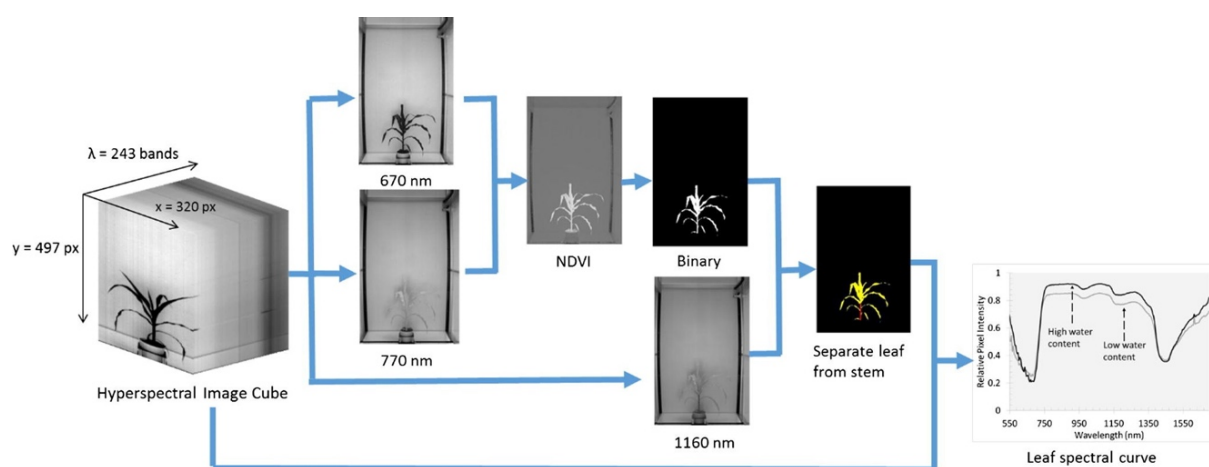 λ = 243 bands
x = 320 px
y = 497 px
Hyperspectral Image Cube
670 nm
770 nm
NDVI
Binary
1160 nm
Separate leaf
from stem
Relative Pixel Intensity
1
0.8
0.6
0.4
0.2
0
High water
content
Low water
content
550 750 950 1150 1350 1550
Wavelength (nm)
Leaf spectral curve